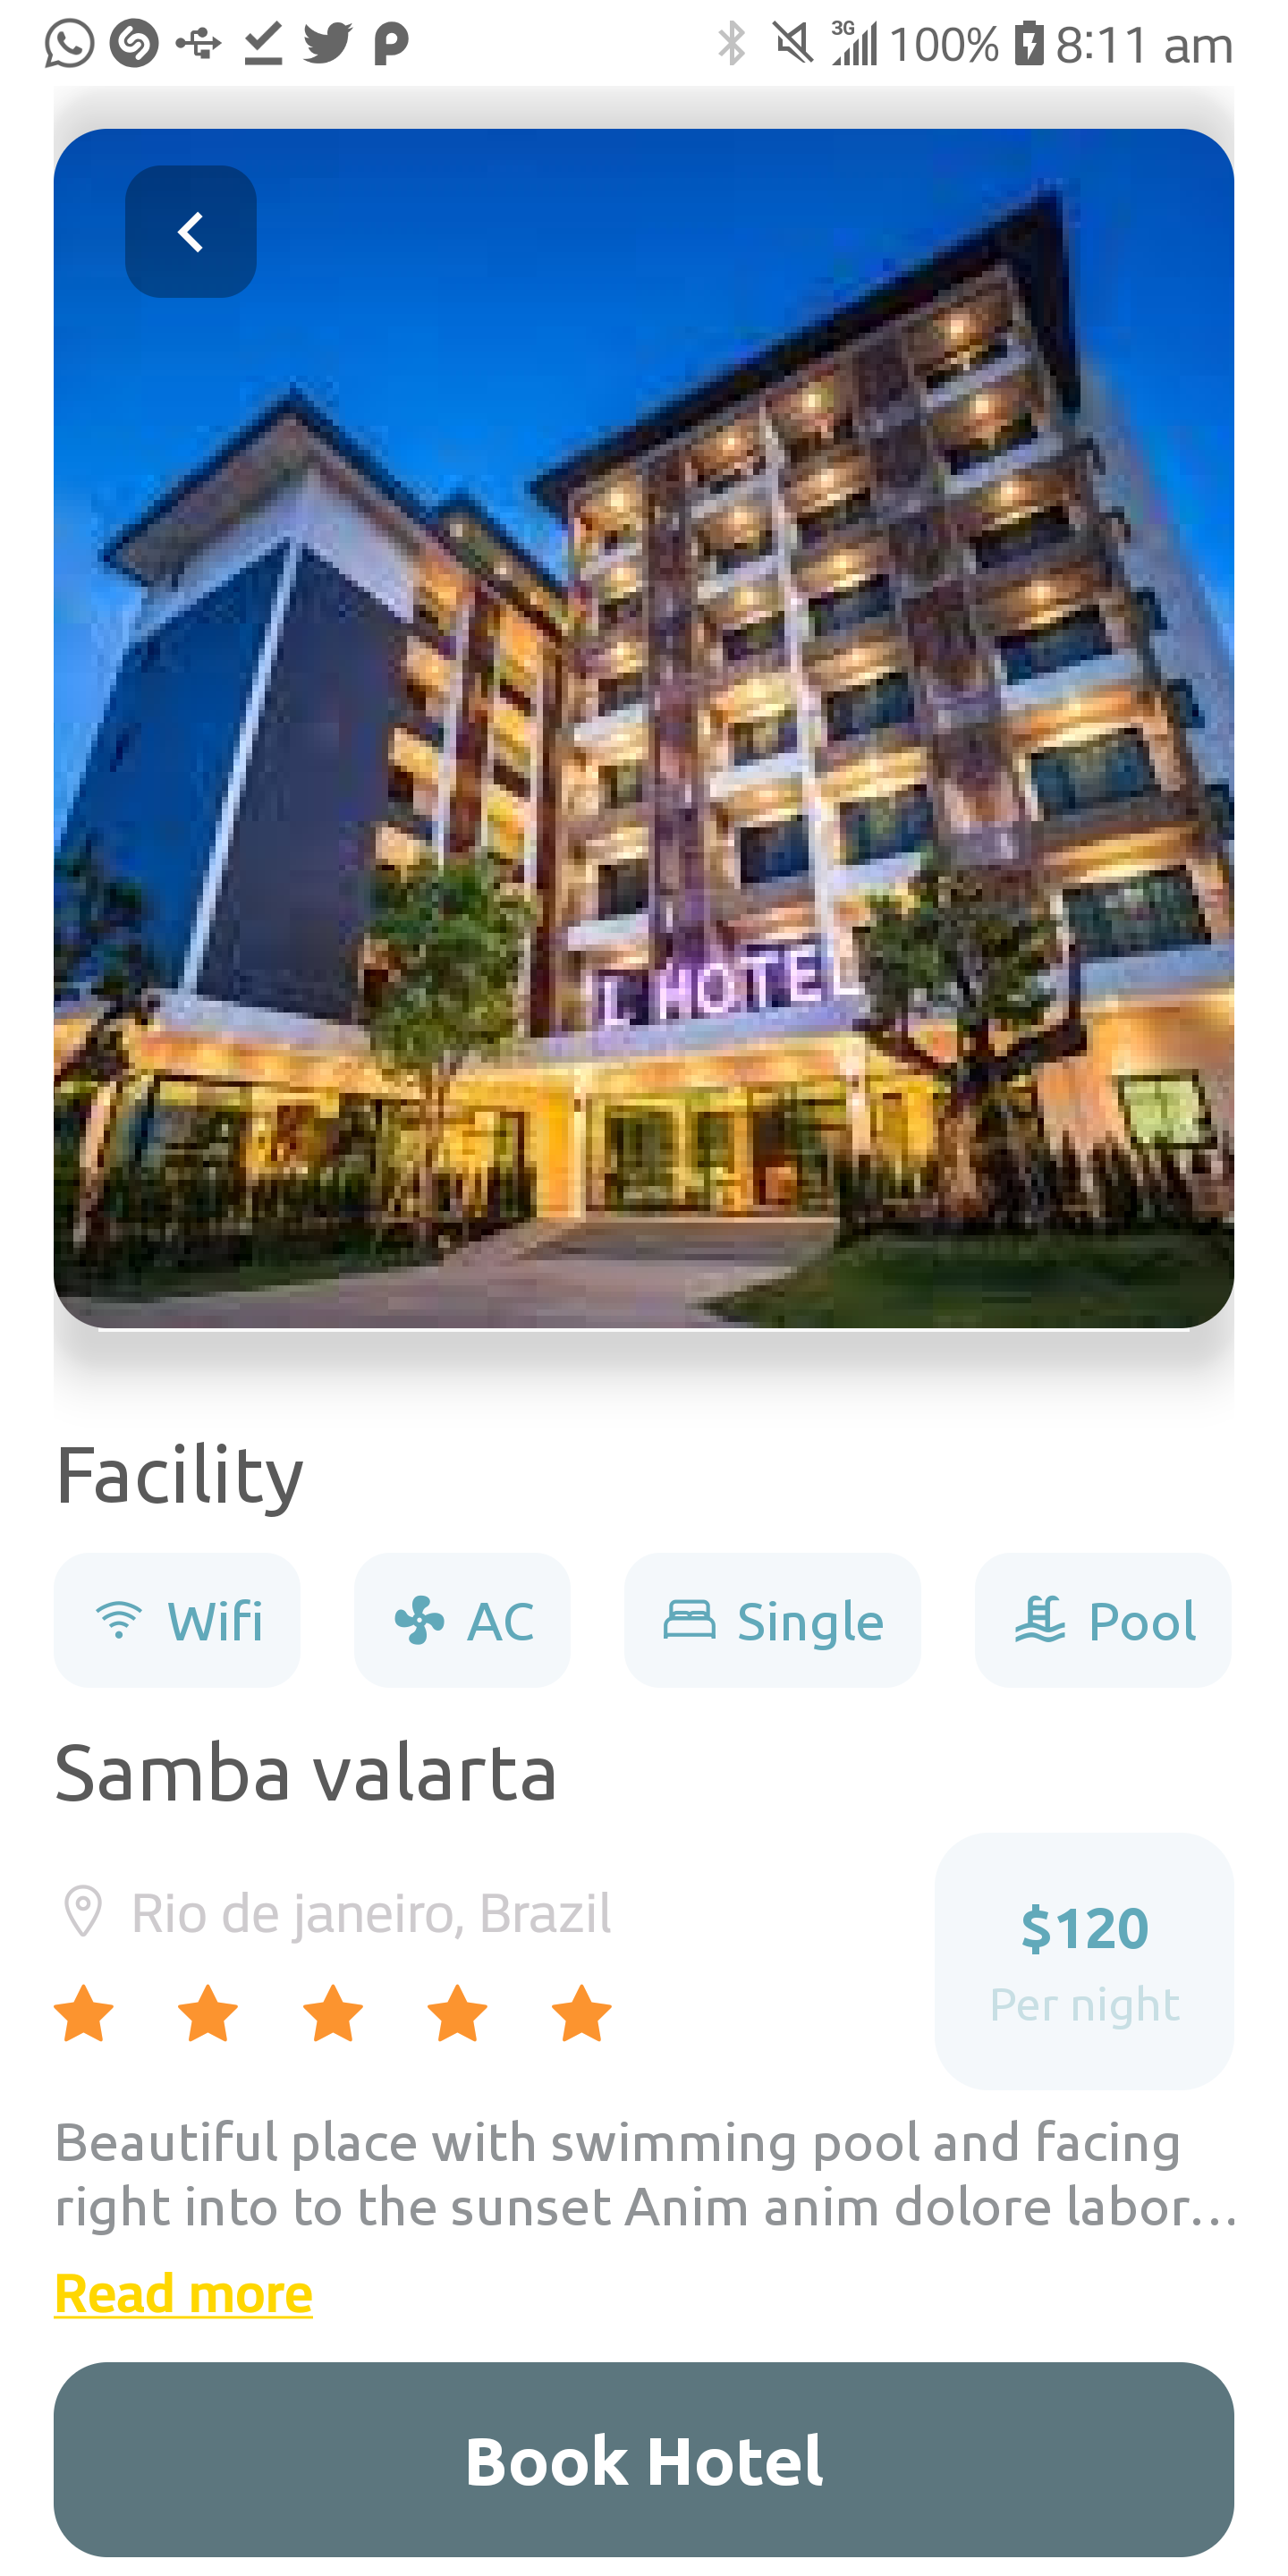 3G 100% 8:11 am
HOTEL
Facility
Wifi AC Single Pool
Samba valarta
Rio de janeiro, Brazil
$120
Per night
Beautiful place with swimming pool and facing
right into to the sunset Anim anim dolore labor...
Read more
Book Hotel